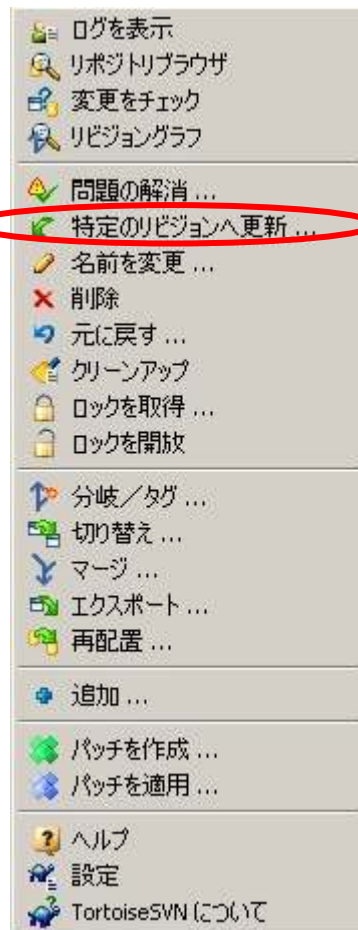 ログを表示
リポジトリブラウザ
変更をチェック
リビジョングラフ
問題の解消 ...
特定のリビジョンへ更新 ...
名前を変更 ...
削除
元に戻す ...
クリーンアップ
ロックを取得 ...
ロックを開放
分岐／タグ ...
切り替え ...
マージ ...
エクスポート ...
再配置 ...
追加 ...
パッチを作成 ...
パッチを適用 ...
ヘルプ
設定
TortoiseSVN について